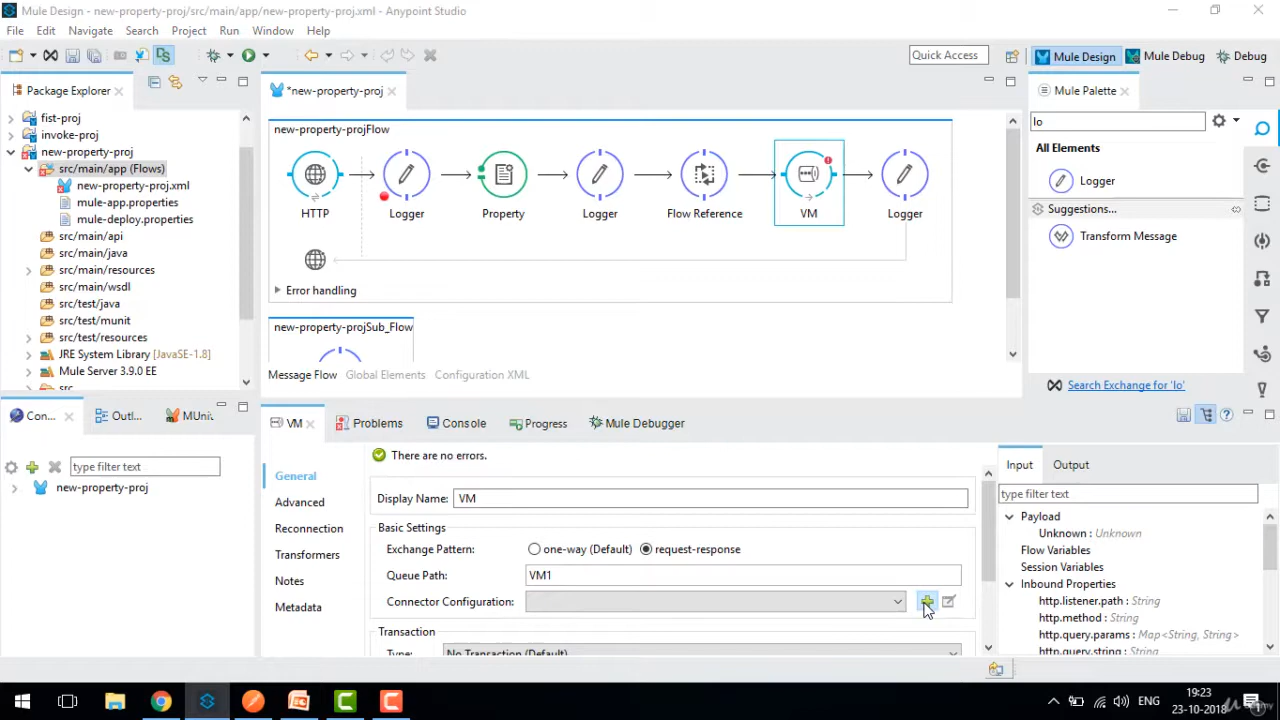 Mule Design - new-property-proj/src/main/app/new-property-proj.xml - Anypoint Studio
File Edit Navigate Search Project Run Window Help
Quick Access
Mule Design
Mule Debug
Debug
Package Explorer
*new-property-proj
Mule Palette
fist-proj
invoke-proj
new-property-proj
src/main/app (Flows)
new-property-proj.xml
mule-app.properties
mule-deploy.properties
src/main/api
src/main/java
src/main/resources
src/main/wsdl
src/test/java
src/test/munit
src/test/resources
JRE System Library [JavaSE-1.8]
Mule Server 3.9.0 EE
src
new-property-projFlow
HTTP
Logger
Property
Logger
Flow Reference
VM
Logger
Error handling
new-property-projSub_Flow
Message Flow Global Elements Configuration XML
lo
All Elements
Logger
Suggestions...
Transform Message
Search Exchange for 'lo'
Con...
Outl...
MUnit
type filter text
new-property-proj
VM
Problems
Console
Progress
Mule Debugger
There are no errors.
General
Advanced
Reconnection
Transformers
Notes
Metadata
Display Name: VM
Basic Settings
Exchange Pattern: one-way (Default) request-response
Queue Path: VM1
Connector Configuration:
Transaction
Type: No Transaction (Default)
Input
Output
type filter text
Payload
Unknown : Unknown
Flow Variables
Session Variables
Inbound Properties
http.listener.path : String
http.method : String
http.query.params : Map<String, String>
http.query.string : String
ENG
19:23
23-10-2018